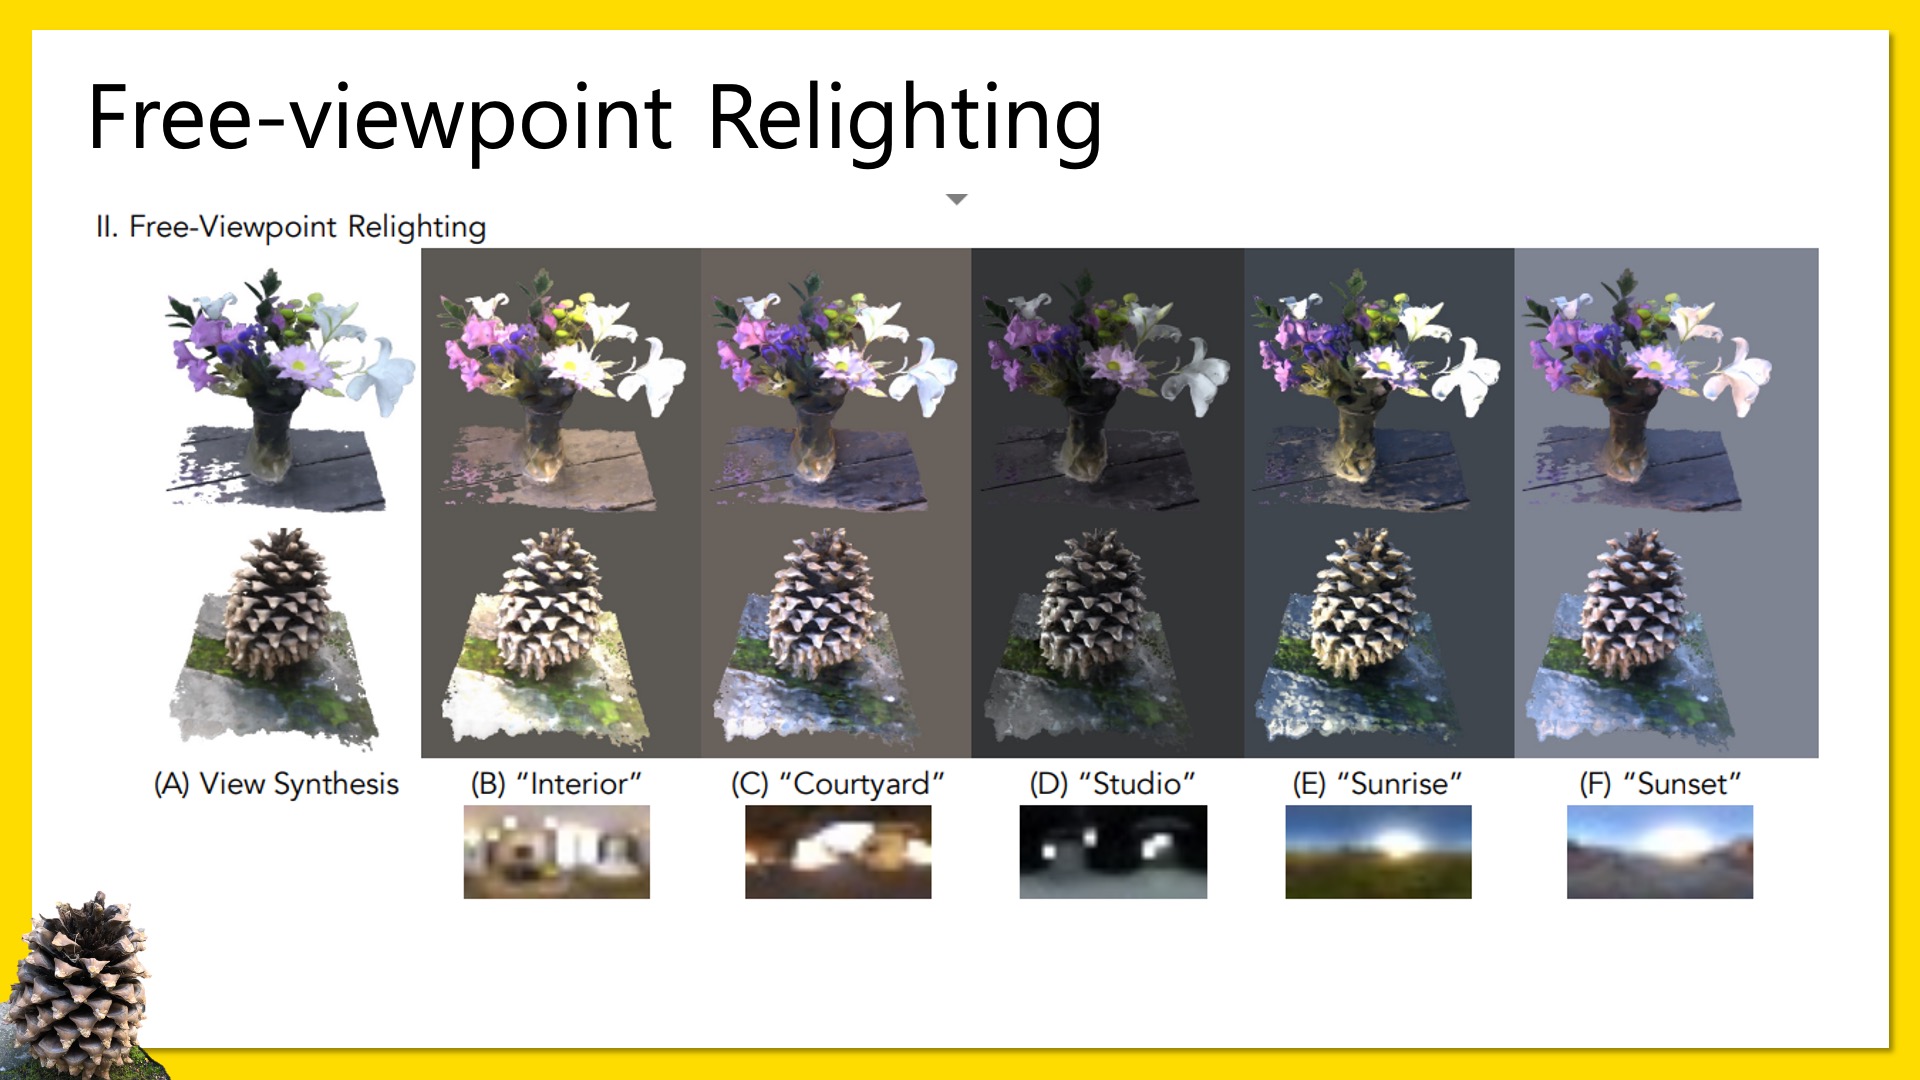 Free-viewpoint Relighting
II. Free-Viewpoint Relighting
(A) View Synthesis
(B) “Interior”
(C) “Courtyard”
(D) “Studio”
(E) “Sunrise”
(F) “Sunset”